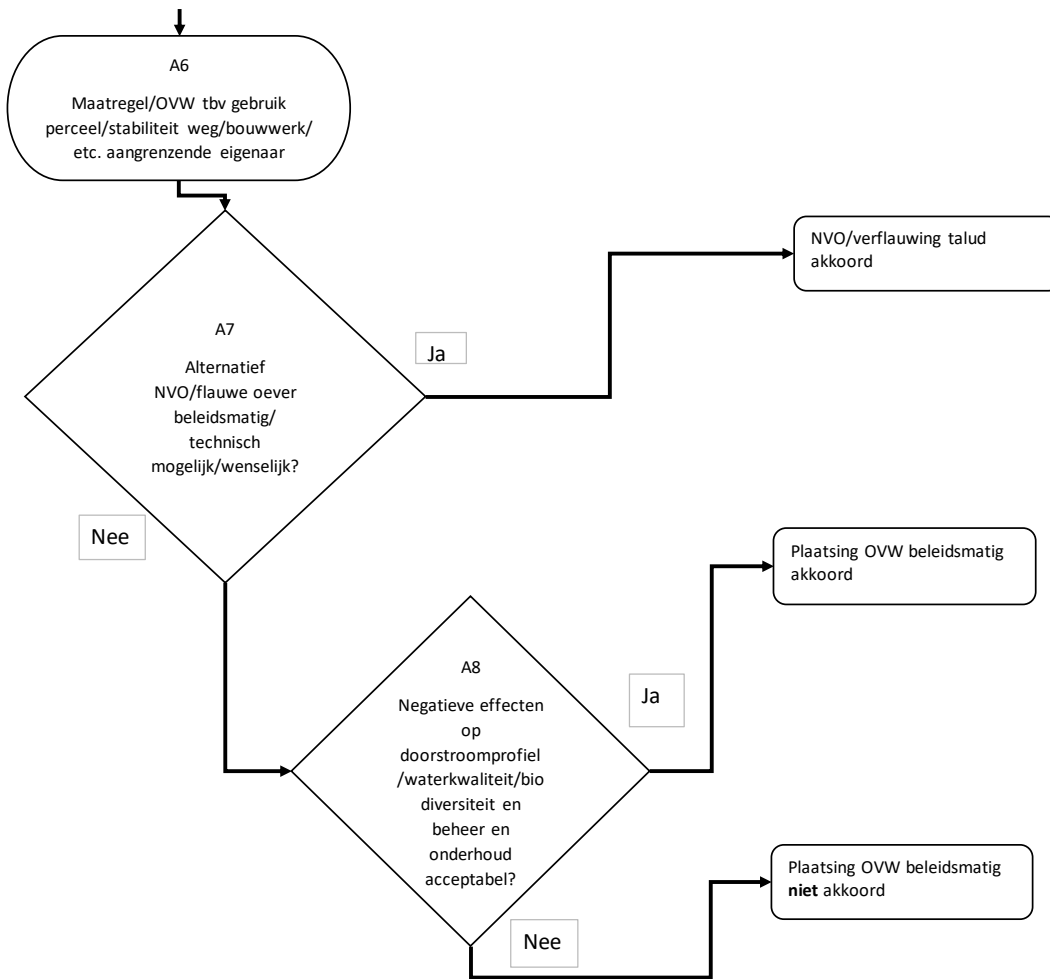 A6
Maatregel/OVW tbv gebruik
perceel/stabiliteit weg/bouwwerk/
etc. aangrenzende eigenaar
NVO/verflauwing talud
akkoord
A7
Alternatief
NVO/flauwe oever
beleidsmatig/
technisch
mogelijk/wenselijk?
Ja
Nee
Plaatsing OVW beleidsmatig
akkoord
A8
Negatieve effecten
op
doorstroomprofiel
/waterkwaliteit/bio
diversiteit en
beheer en
onderhoud
acceptabel?
Ja
Plaatsing OVW beleidsmatig
niet akkoord
Nee